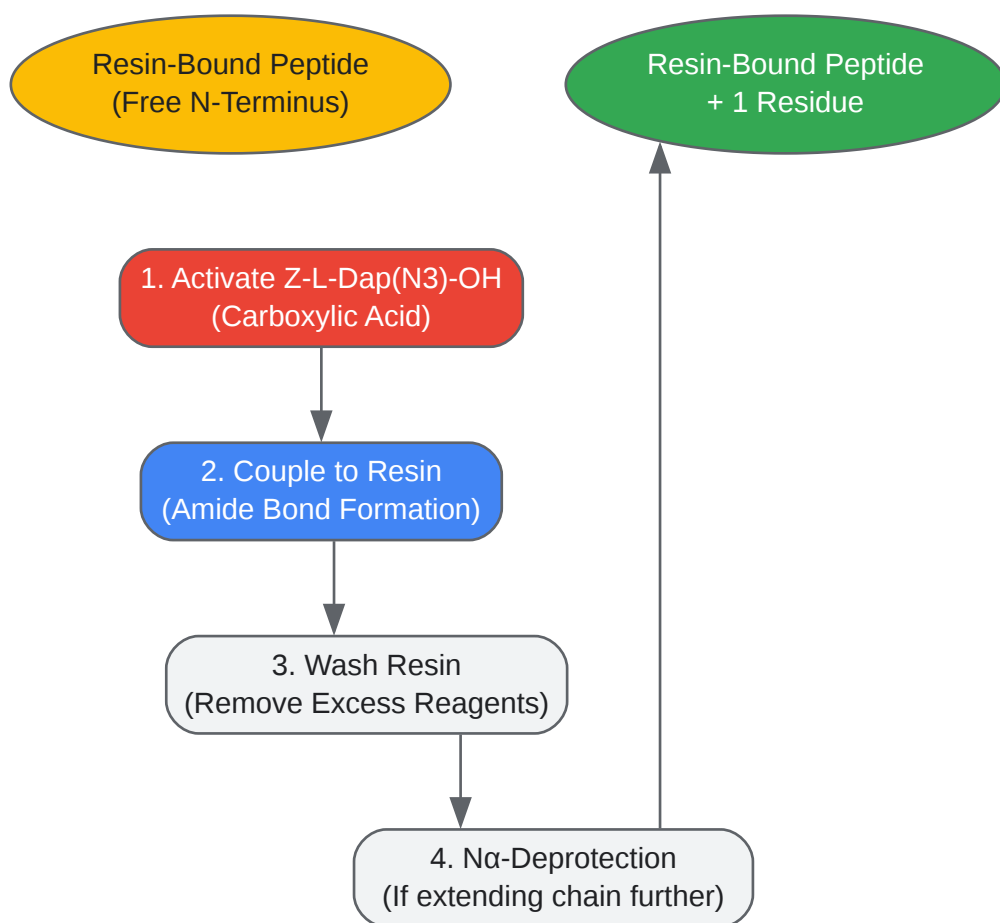 Resin-Bound Peptide
(Free N-Terminus)
Resin-Bound Peptide
+ 1 Residue
1. Activate Z-L-Dap(N3)-OH
(Carboxylic Acid)
2. Couple to Resin
(Amide Bond Formation)
3. Wash Resin
(Remove Excess Reagents)
4. Nα-Deprotection
(If extending chain further)